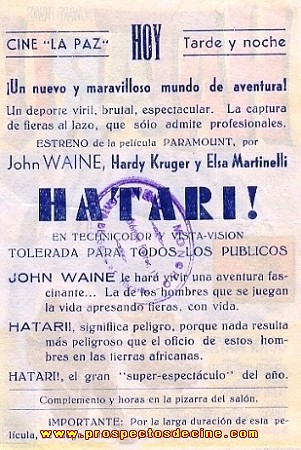 CINE "LA PAZ" HOY Tarde y noche
¡Un nuevo y maravilloso mundo de aventura!
Un deporte viril, brutal, espectacular. La captura
de fieras al lazo, que sólo admite profesionales.
ESTRENO de la película PARAMOUNT, por
John WAINE, Hardy Kruger y Elsa Martinelli
HATARI!
EN TECHNICOLOR Y VISTA-VISION
TOLERADA PARA TODOS LOS PUBLICOS
JOHN WAINE le hará vivir una aventura fas-
cinante... La de los hombres que se juegan
la vida apresando fieras, con vida.
HATARI!, significa peligro, porque nada resulta
más peligroso que el oficio de estos hom-
bres en las tierras africanas.
HATARI!, el gran "super-espectáculo" del año.
Complemento y horas en la pizarra del salón.
IMPORTANTE: Por la larga duración de esta pe-
lícula,
www.prospectosdecine.com